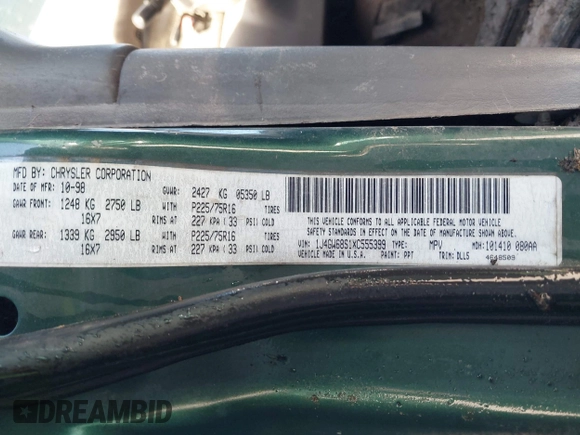 MFD BY: CHRYSLER CORPORATION
DATE OF MFR: 10-98 GVWR: 2427 KG 05350 LB
GAWR FRONT: 1248 KG 2750 LB WITH P225/75R16 TIRES
16X7 RIMS AT 227 KPA ( 33 PSI) COLD
GAWR REAR: 1339 KG 2950 LB WITH P225/75R16 TIRES
16X7 RIMS AT 227 KPA ( 33 PSI) COLD
THIS VEHICLE CONFORMS TO ALL APPLICABLE FEDERAL MOTOR VEHICLE
SAFETY STANDARDS IN EFFECT ON THE
DATE OF MANUFACTURE SHOWN ABOVE.
VIN: 1J4GW68S1XC555399 TYPE: MPV MDH: 101410 080AA
VEHICLE MADE IN U.S.A. PAINT: PPT TRIM: DLL5 4648509
DREAMBID